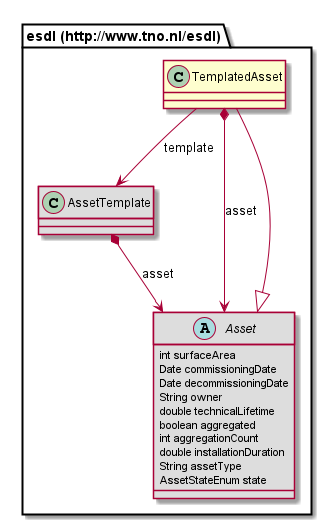 esdl (http://www.tno.nl/esdl)
C TemplatedAsset
template
C AssetTemplate
asset
asset
A Asset
int surfaceArea
Date commissioningDate
Date decommissioningDate
String owner
double technicalLifetime
boolean aggregated
int aggregationCount
double installationDuration
String assetType
AssetStateEnum state